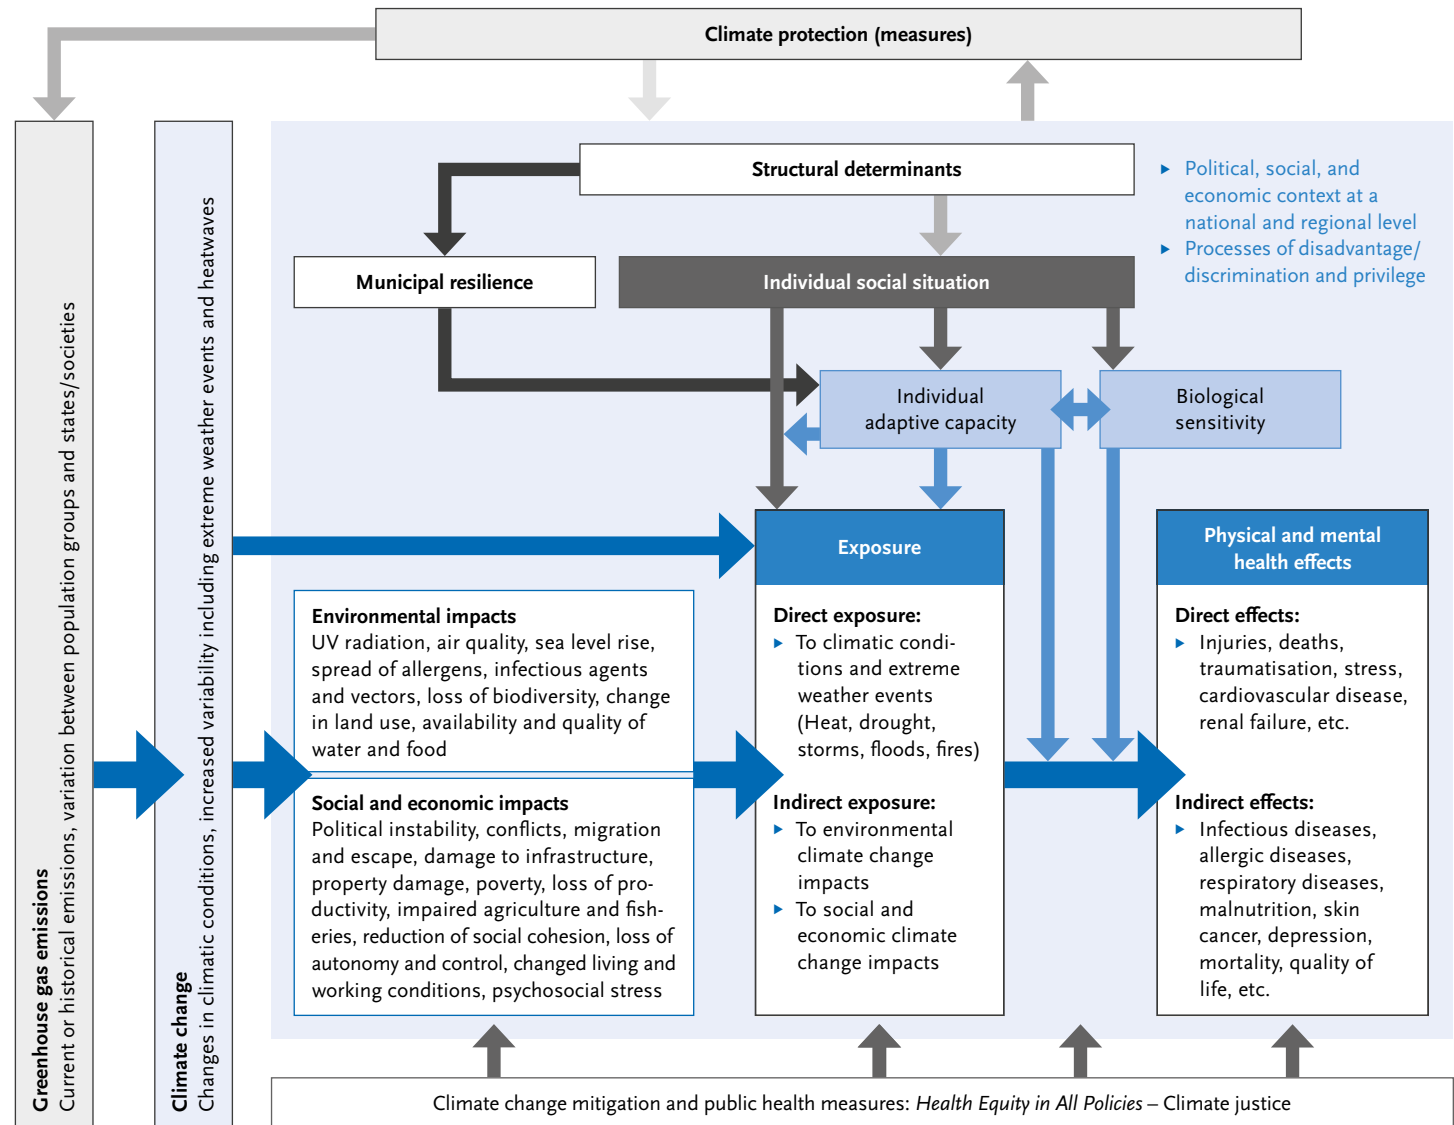 Climate protection (measures)
Greenhouse gas emissions
Current or historical emissions, variation between population groups and states/societies
Climate change
Changes in climatic conditions, increased variability including extreme weather events and heatwaves
Structural determinants
▸ Political, social, and
economic context at a
national and regional level
▸ Processes of disadvantage/
discrimination and privilege
Municipal resilience
Individual social situation
Individual
adaptive capacity
Biological
sensitivity
Environmental impacts
UV radiation, air quality, sea level rise,
spread of allergens, infectious agents
and vectors, loss of biodiversity, change
in land use, availability and quality of
water and food
Social and economic impacts
Political instability, conflicts, migration
and escape, damage to infrastructure,
property damage, poverty, loss of pro-
ductivity, impaired agriculture and fish-
eries, reduction of social cohesion, loss of
autonomy and control, changed living and
working conditions, psychosocial stress
Exposure
Direct exposure:
▸ To climatic condi-
tions and extreme
weather events
(Heat, drought,
storms, floods, fires)
Indirect exposure:
▸ To environmental
climate change
impacts
▸ To social and
economic climate
change impacts
Physical and mental
health effects
Direct effects:
▸ Injuries, deaths,
traumatisation, stress,
cardiovascular disease,
renal failure, etc.
Indirect effects:
▸ Infectious diseases,
allergic diseases,
respiratory diseases,
malnutrition, skin
cancer, depression,
mortality, quality of
life, etc.
Climate change mitigation and public health measures: Health Equity in All Policies – Climate justice